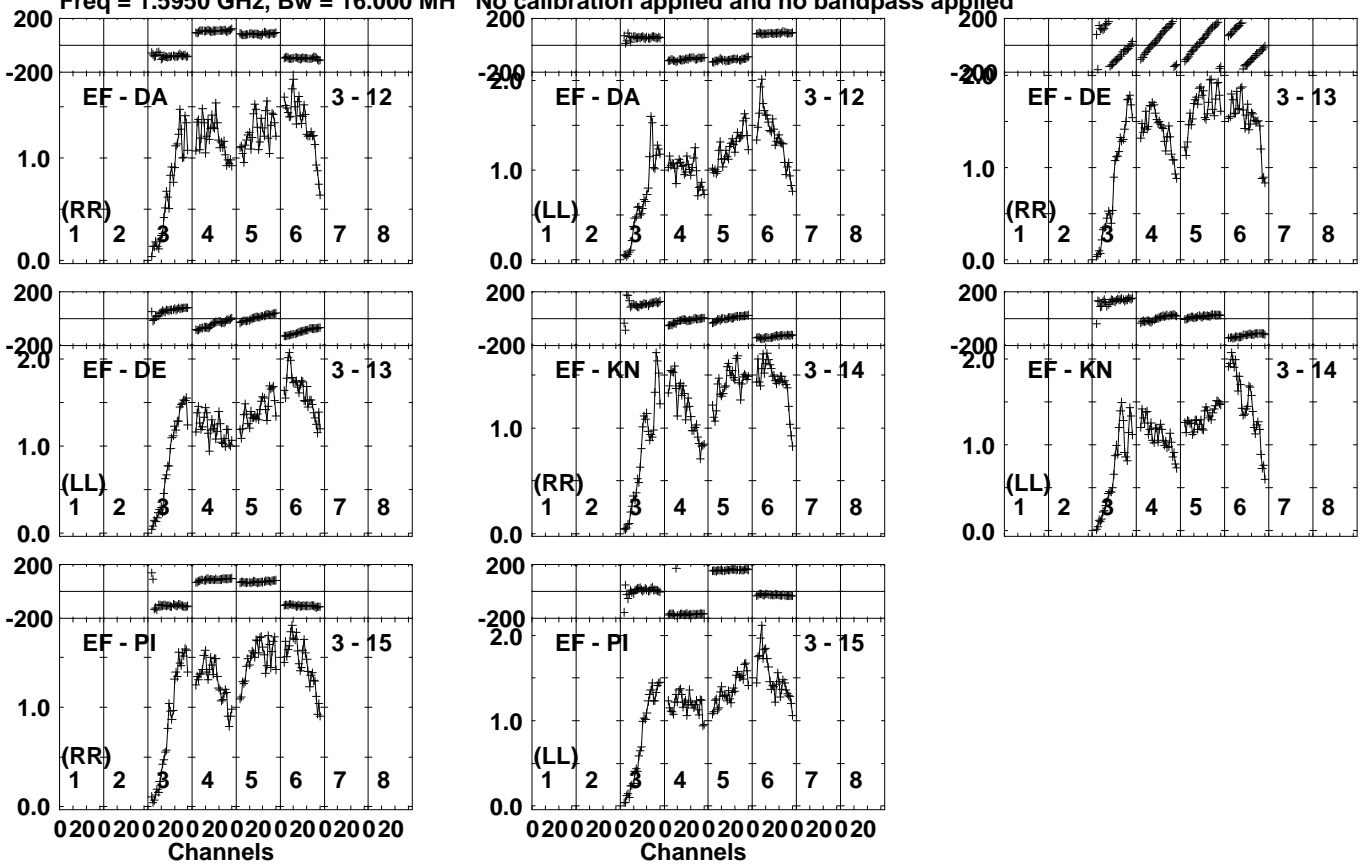 Freq = 1.5950 GHz, Bw = 16.000 MH No calibration applied and no bandpass applied
200
-200
EF - DA 3 - 12
1.0
(RR)
1 2 3 4 5 6 7 8
0.0
200
-200
2.0
EF - DA 3 - 12
1.0
(LL)
1 2 3 4 5 6 7 8
0.0
200
-200
2.0
EF - DE 3 - 13
1.0
(RR)
1 2 3 4 5 6 7 8
0.0
200
-200
2.0
EF - DE 3 - 13
1.0
(LL)
1 2 3 4 5 6 7 8
0.0
200
-200
EF - KN 3 - 14
1.0
(RR)
1 2 3 4 5 6 7 8
0.0
200
-200
2.0
EF - KN 3 - 14
1.0
(LL)
1 2 3 4 5 6 7 8
0.0
200
-200
EF - PI 3 - 15
1.0
(RR)
1 2 3 4 5 6 7 8
0.0
0 20 0 20 0 20 0 20 0 20 0 20 0 20 0 20
Channels
200
-200
2.0
EF - PI 3 - 15
1.0
(LL)
1 2 3 4 5 6 7 8
0.0
0 20 0 20 0 20 0 20 0 20 0 20 0 20 0 20
Channels